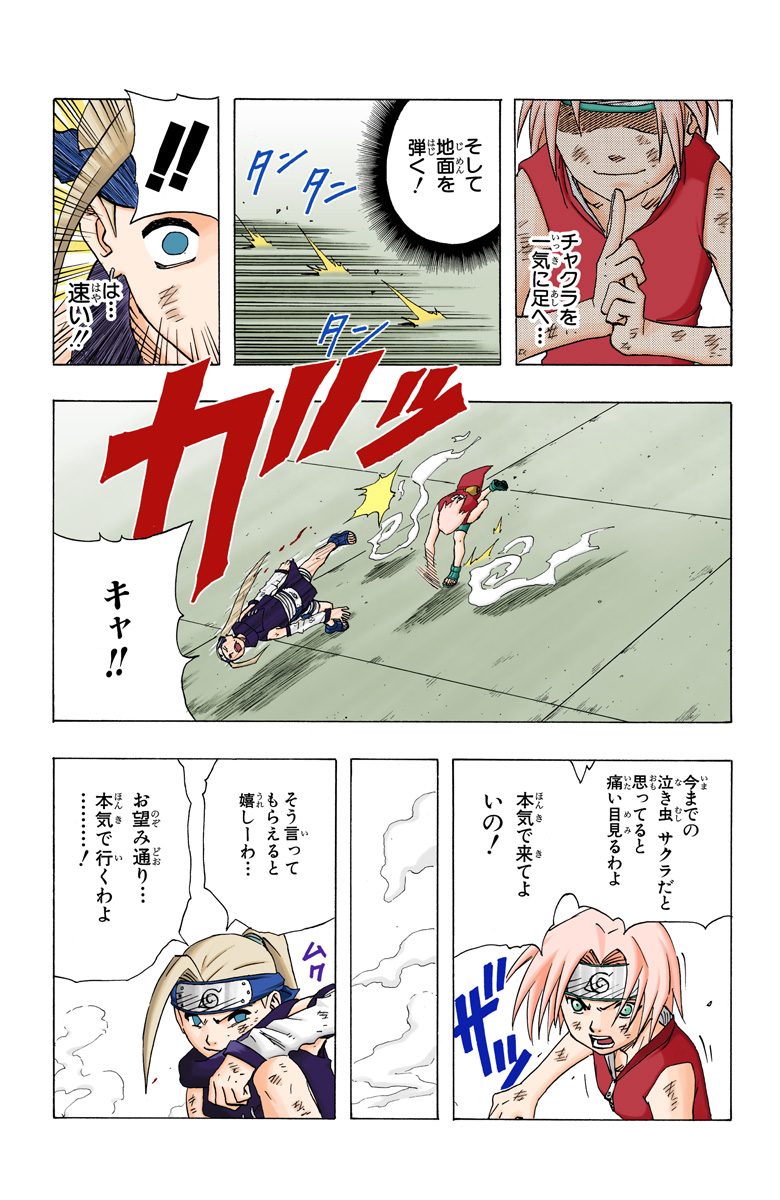 チャクラを
一気に足へ…
そして
地面を
弾く！
タン
タン
タン
!!
は…
速い!!
ガッ
キャ!!
今までの
泣き虫 サクラだと
思ってると
痛い目見るわよ
本気で来てよ
いの！
ザッ
そう言って
もらえると
嬉しーわ…
お望み通り…
本気で行くわよ
………！
ムク